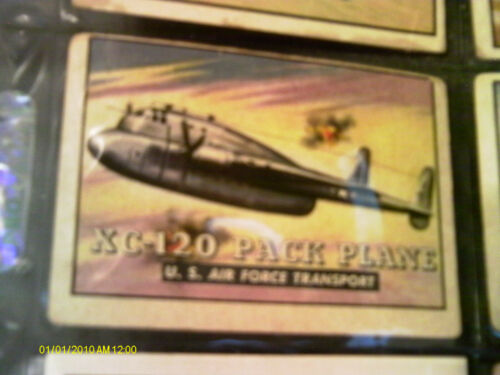 XC-120 PACK PLANE
U. S. AIR FORCE TRANSPORT
01/01/2010 AM 12:00